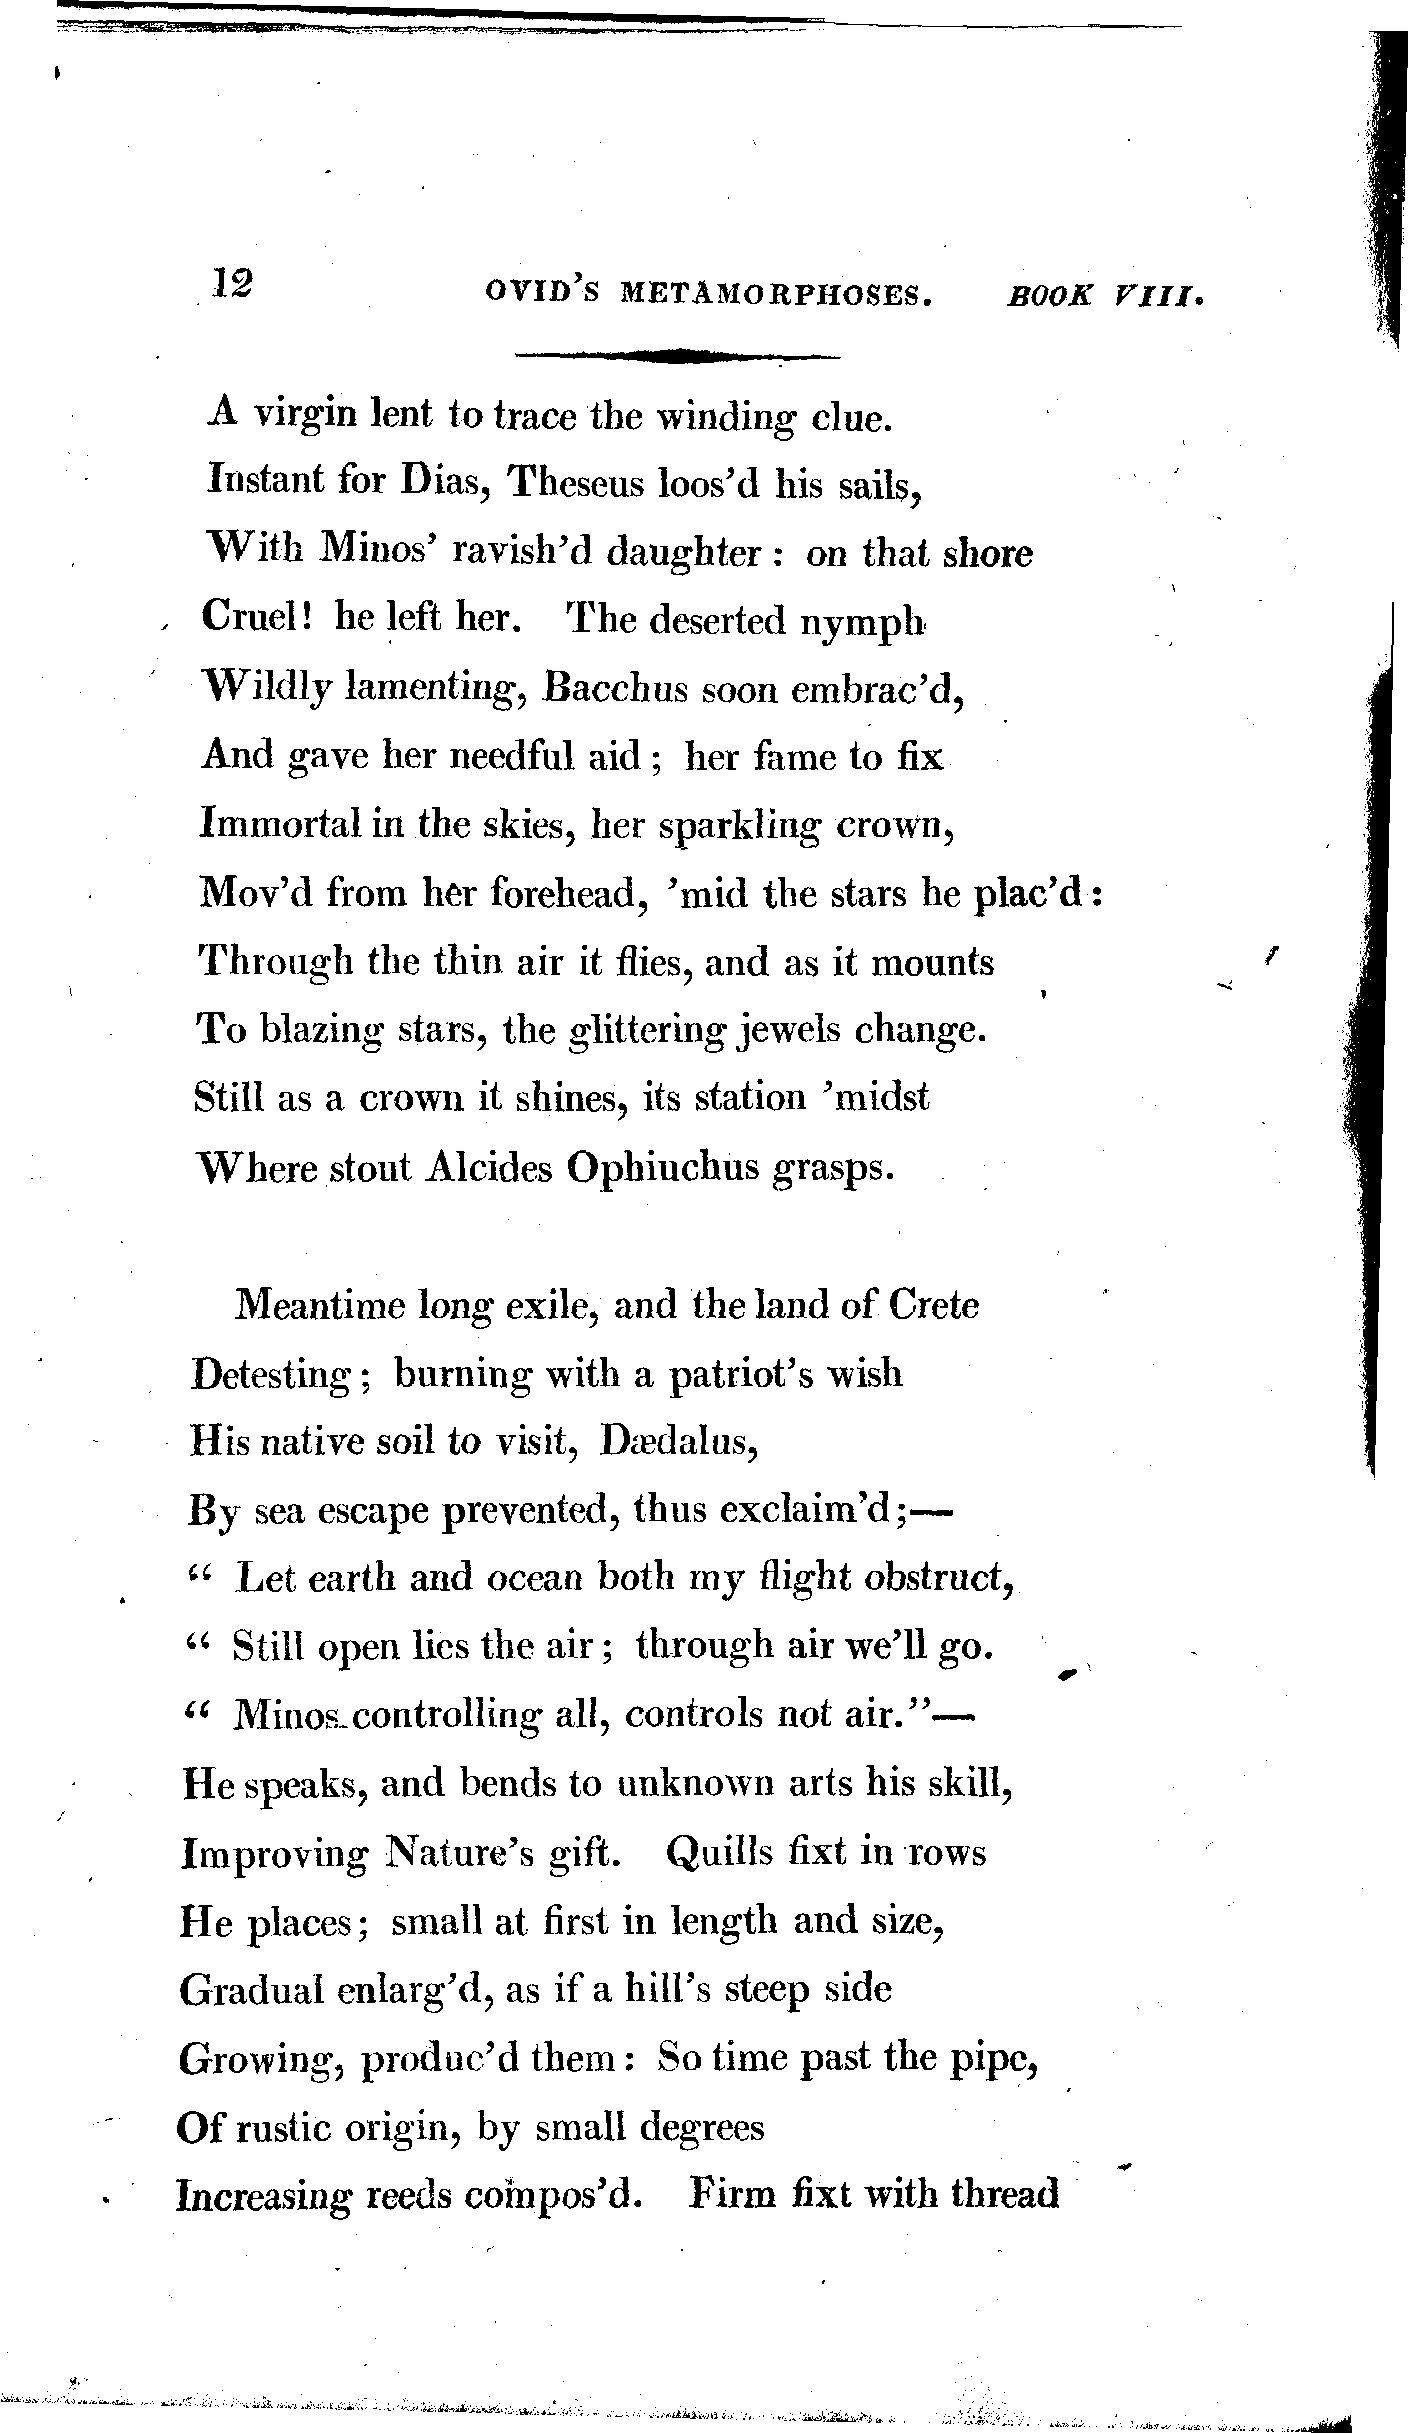 12 OVID'S METAMORPHOSES. BOOK VIII.
A virgin lent to trace the winding clue.
Instant for Dias, Theseus loos'd his sails,
With Minos' ravish'd daughter : on that shore
Cruel! he left her. The deserted nymph
Wildly lamenting, Bacchus soon embrac'd,
And gave her needful aid ; her fame to fix
Immortal in the skies, her sparkling crown,
Mov'd from her forehead, 'mid the stars he plac'd :
Through the thin air it flies, and as it mounts
To blazing stars, the glittering jewels change.
Still as a crown it shines, its station 'midst
Where stout Alcides Ophiuchus grasps.
Meantime long exile, and the land of Crete
Detesting ; burning with a patriot's wish
His native soil to visit, Dædalus,
By sea escape prevented, thus exclaim'd ;—
“ Let earth and ocean both my flight obstruct,
“ Still open lies the air ; through air we'll go.
“ Minos controlling all, controls not air.”—
He speaks, and bends to unknown arts his skill,
Improving Nature's gift. Quills fixt in rows
He places ; small at first in length and size,
Gradual enlarg'd, as if a hill's steep side
Growing, produc'd them : So time past the pipe,
Of rustic origin, by small degrees
Increasing reeds compos'd. Firm fixt with thread